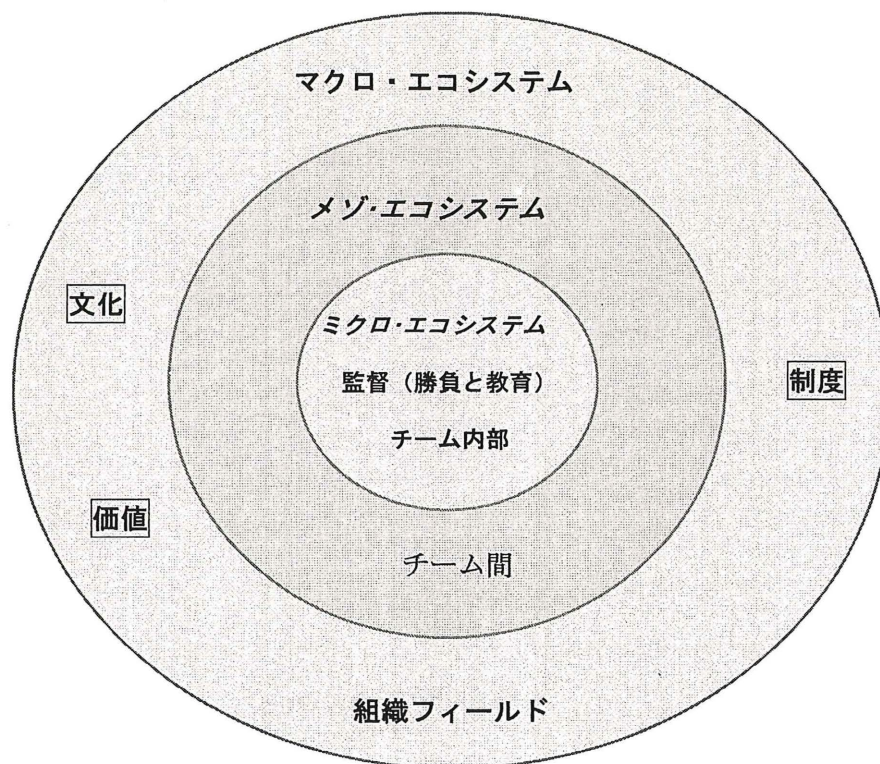 マクロ・エコシステム
メゾ・エコシステム
文化
ミクロ・エコシステム
監督（勝負と教育）
制度
チーム内部
価値
チーム間
組織フィールド